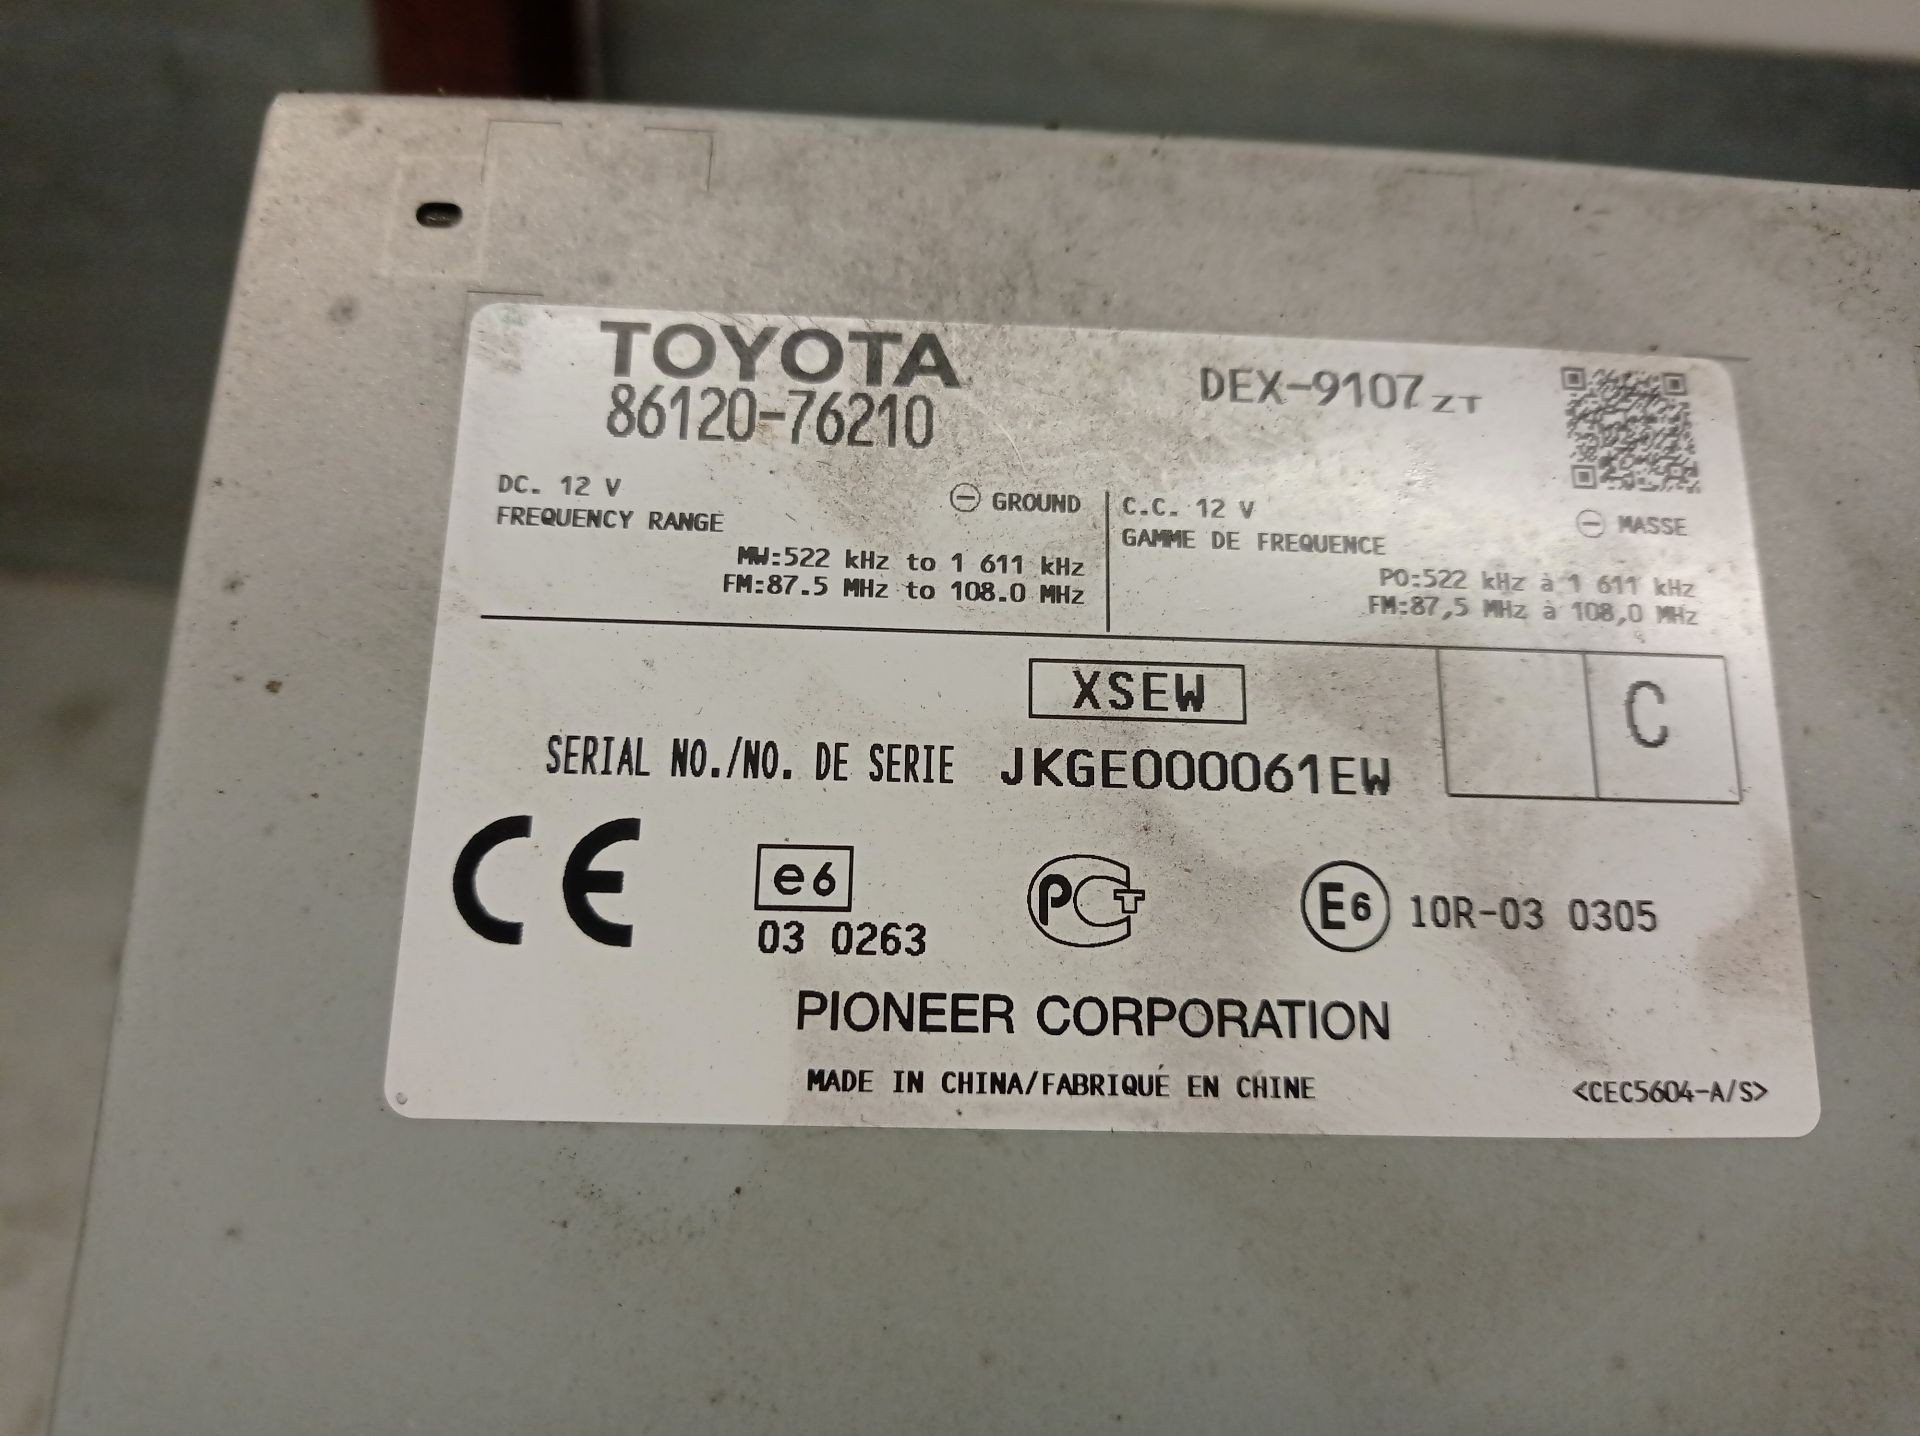 TOYOTA
86120-76210
DEX-9107 ZT
DC. 12 V
GROUND
FREQUENCY RANGE
MW:522 kHz to 1 611 kHz
FM:87.5 MHz to 108.0 MHz
C.C. 12 V
MASSE
GAMME DE FREQUENCE
PO:522 kHz à 1 611 kHz
FM:87,5 MHz à 108,0 MHz
XSEW
C
SERIAL NO./NO. DE SERIE JKGE000061EW
CE
e6
03 0263
PCT
E6 10R-03 0305
PIONEER CORPORATION
MADE IN CHINA/FABRIQUÉ EN CHINE
<CEC5604-A/S>